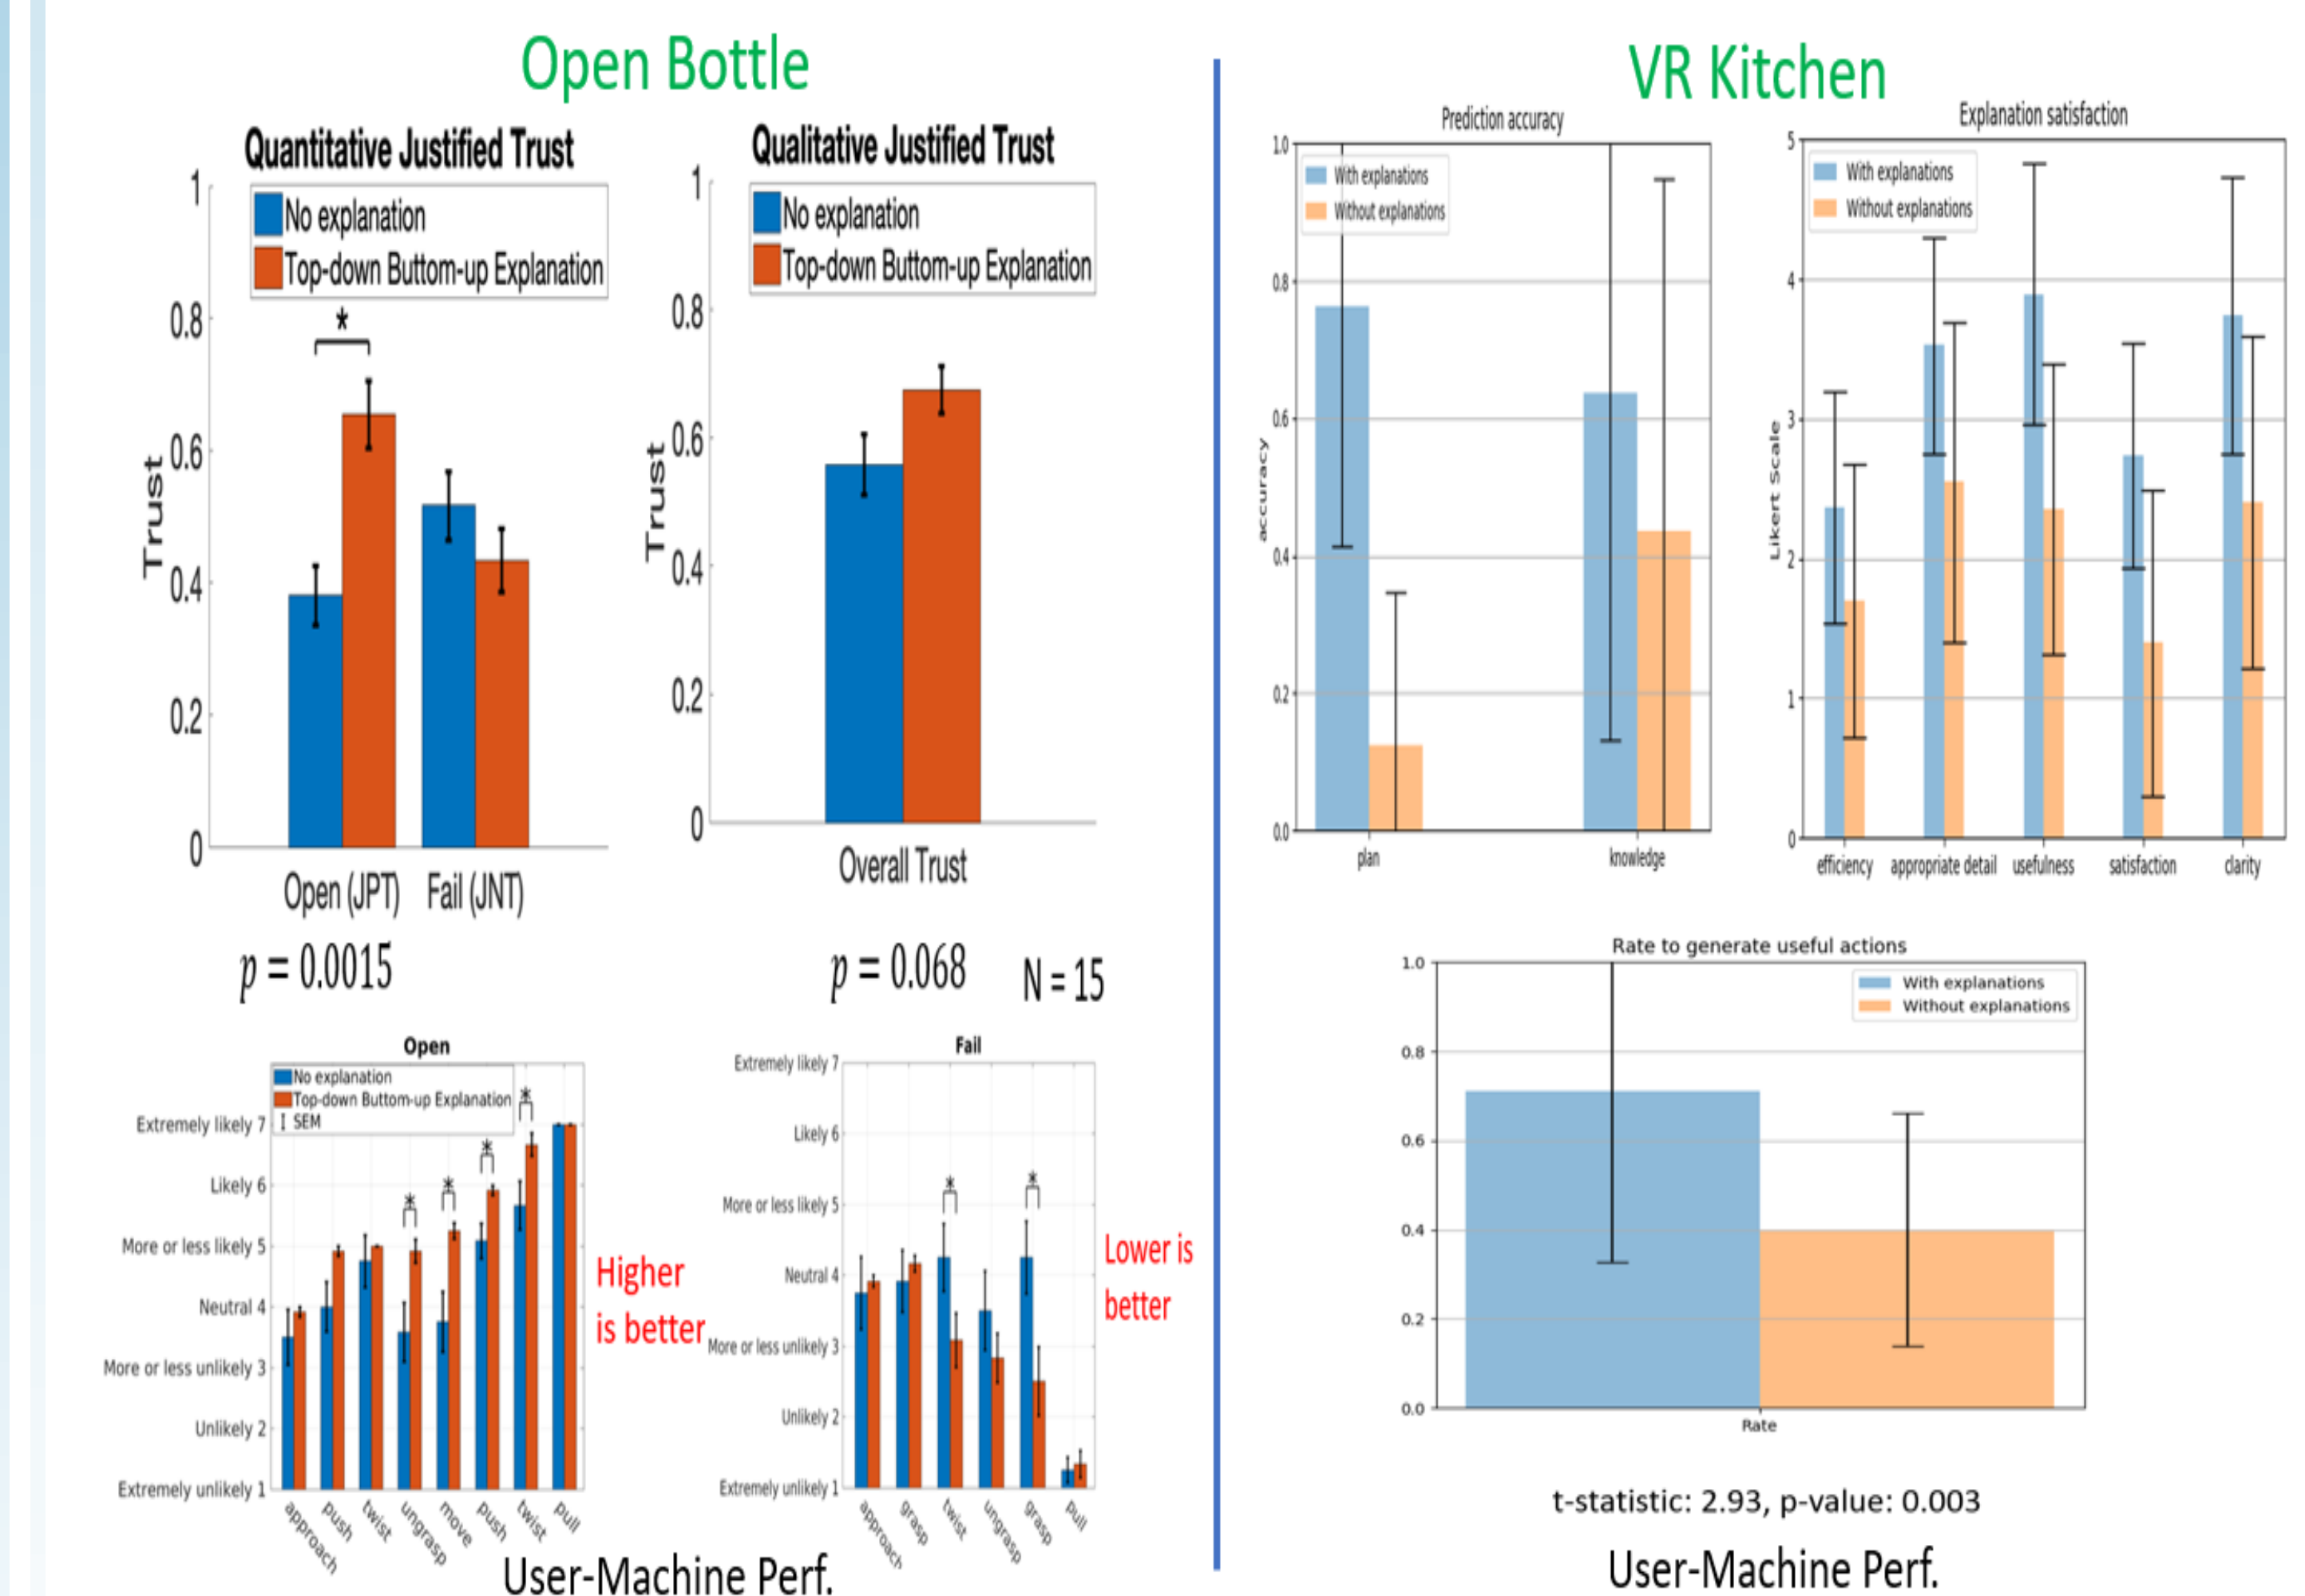 Open Bottle
Quantitative Justified Trust
No explanation
Top-down Buttom-up Explanation
*
1
0.8
0.6
0.4
0.2
0
Trust
Open (JPT)
Fail (JNT)
p = 0.0015
Qualitative Justified Trust
No explanation
Top-down Buttom-up Explanation
1
0.8
0.6
0.4
0.2
0
Trust
Overall Trust
p = 0.068
N = 15
Open
No explanation
Top-down Buttom-up Explanation
SEM
* * * *
Extremely likely 7
Likely 6
More or less likely 5
Neutral 4
More or less unlikely 3
Unlikely 2
Extremely unlikely 1
approach
push
twist
ungrasp
move
push
twist
pull
Higher
is better
Fail
* *
Extremely likely 7
Likely 6
More or less likely 5
Neutral 4
More or less unlikely 3
Unlikely 2
Extremely unlikely 1
approach
grasp
twist
ungrasp
grasp
pull
Lower is
better
User-Machine Perf.
VR Kitchen
Prediction accuracy
With explanations
Without explanations
1.0
0.8
0.6
0.4
0.2
0.0
accuracy
plan
knowledge
Explanation satisfaction
With explanations
Without explanations
5
4
3
2
1
0
Likert Scale
efficiency
appropriate detail
usefulness
satisfaction
clarity
Rate to generate useful actions
With explanations
Without explanations
1.0
0.8
0.6
0.4
0.2
0.0
Rate
t-statistic: 2.93, p-value: 0.003
User-Machine Perf.